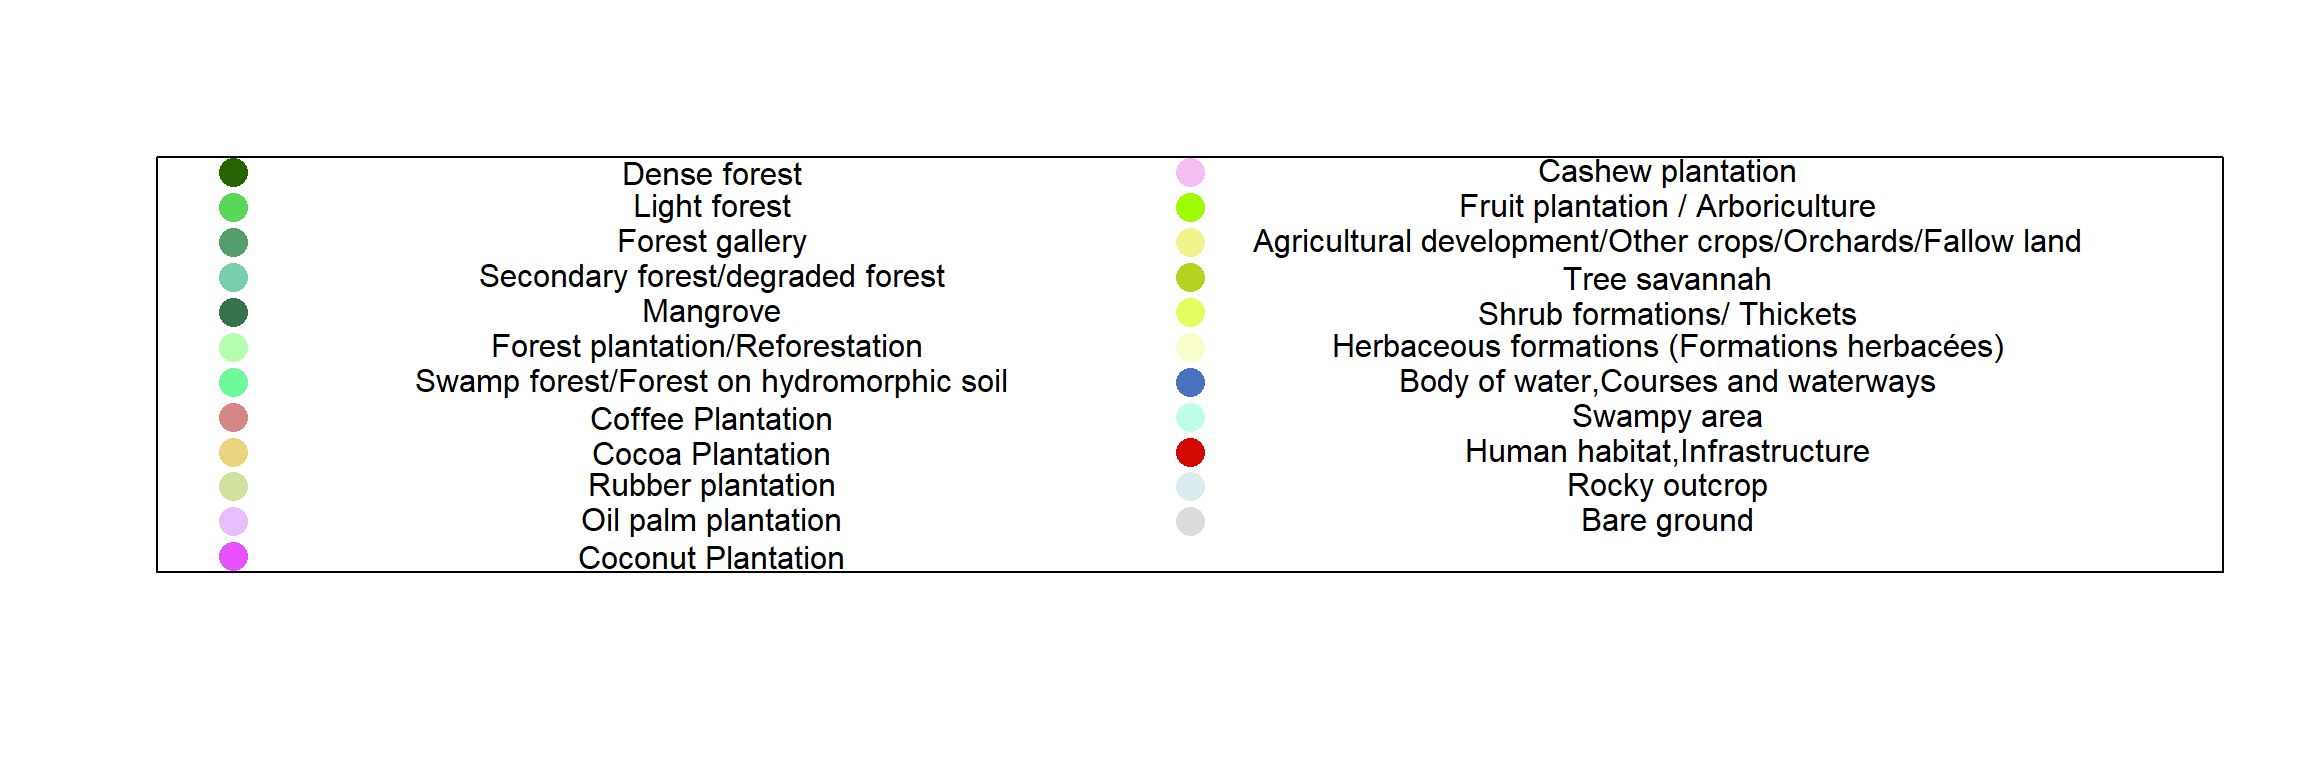 Dense forest
Light forest
Forest gallery
Secondary forest/degraded forest
Mangrove
Forest plantation/Reforestation
Swamp forest/Forest on hydromorphic soil
Coffee Plantation
Cocoa Plantation
Rubber plantation
Oil palm plantation
Coconut Plantation
Cashew plantation
Fruit plantation / Arboriculture
Agricultural development/Other crops/Orchards/Fallow land
Tree savannah
Shrub formations/ Thickets
Herbaceous formations (Formations herbacées)
Body of water,Courses and waterways
Swampy area
Human habitat,Infrastructure
Rocky outcrop
Bare ground